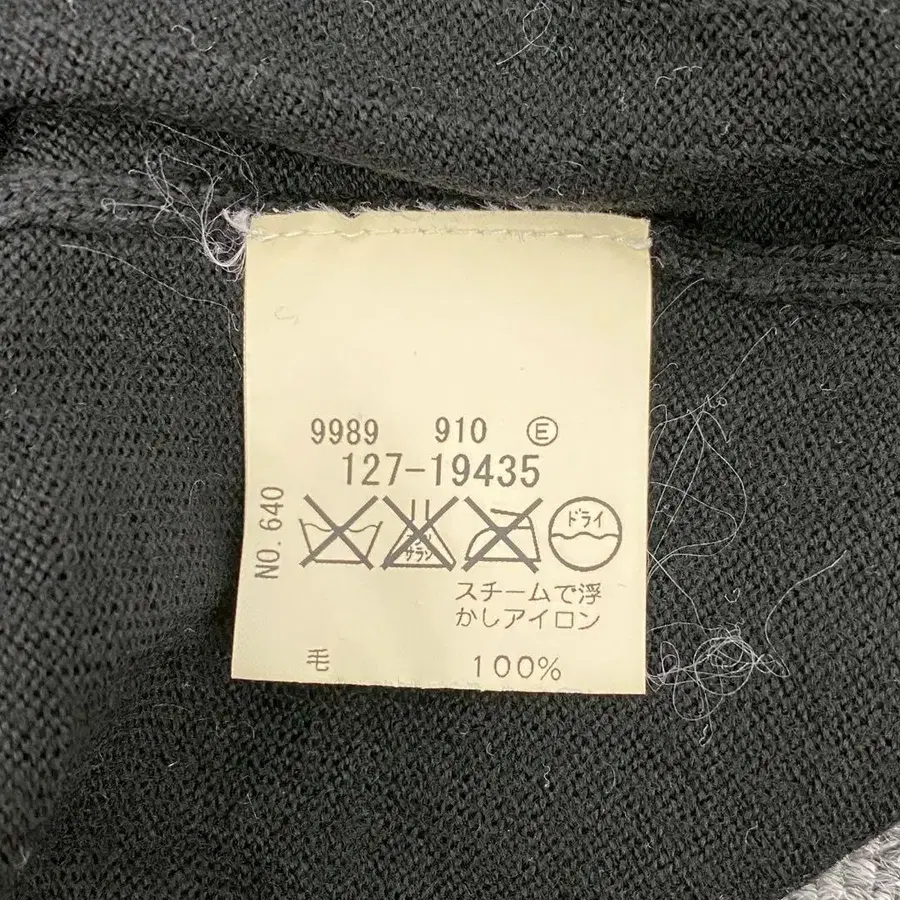 9989 910 Ⓔ
127-19435
NO. 640
ドライ
スチームで浮
かしアイロン
毛 100%